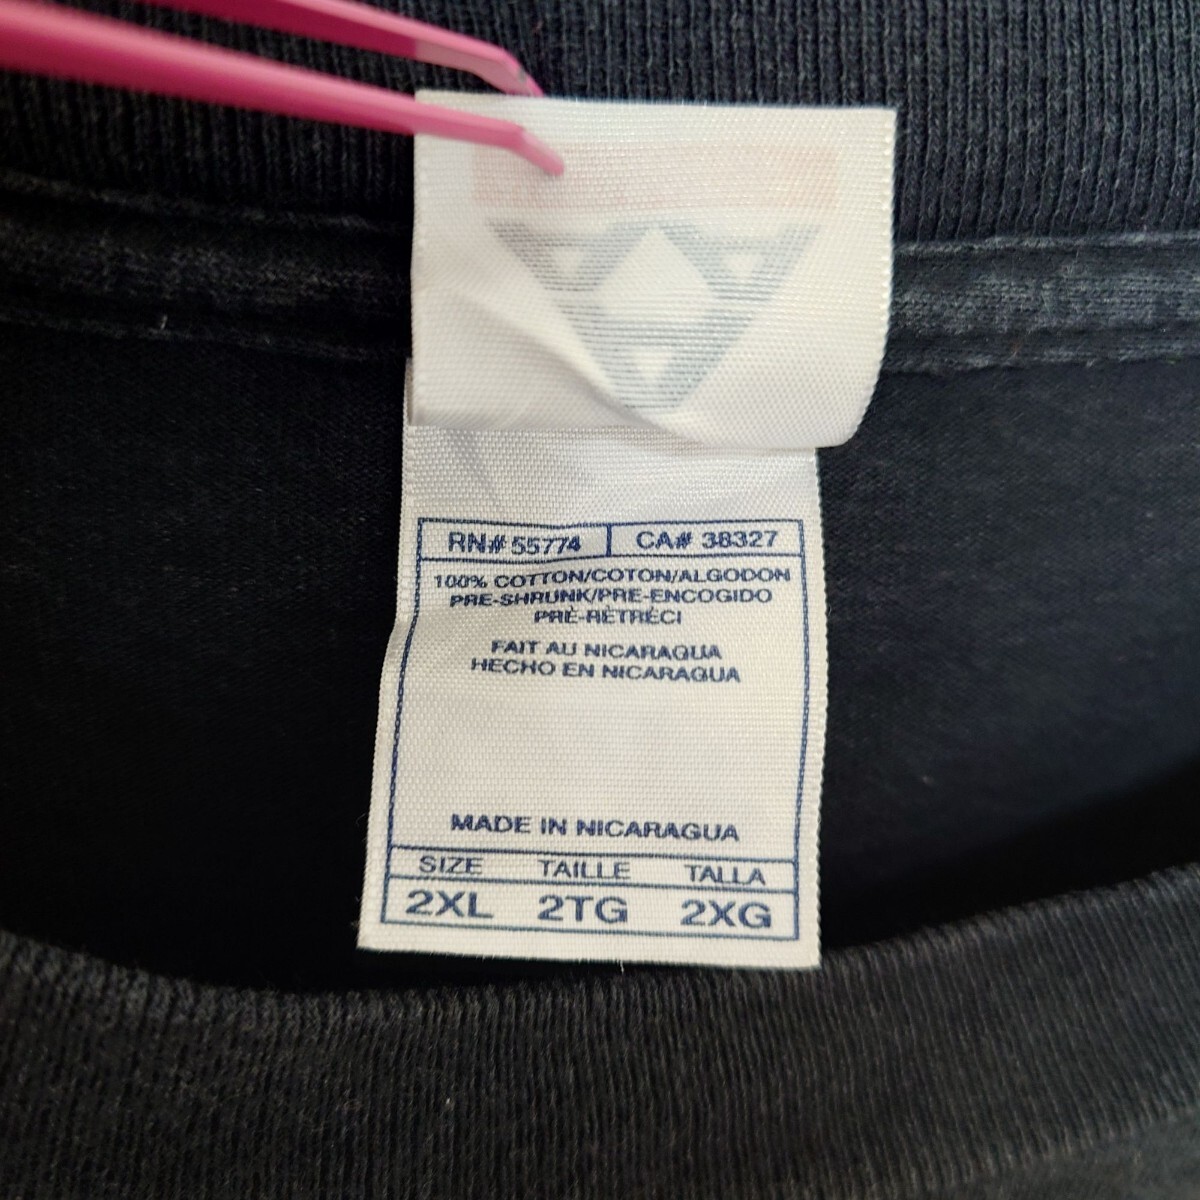 RN# 55774 CA# 38327
100% COTTON/COTON/ALGODON
PRE-SHRUNK/PRE-ENCOGIDO
PRÉ-RÉTRÉCI
FAIT AU NICARAGUA
HECHO EN NICARAGUA
MADE IN NICARAGUA
SIZE TAILLE TALLA
2XL 2TG 2XG